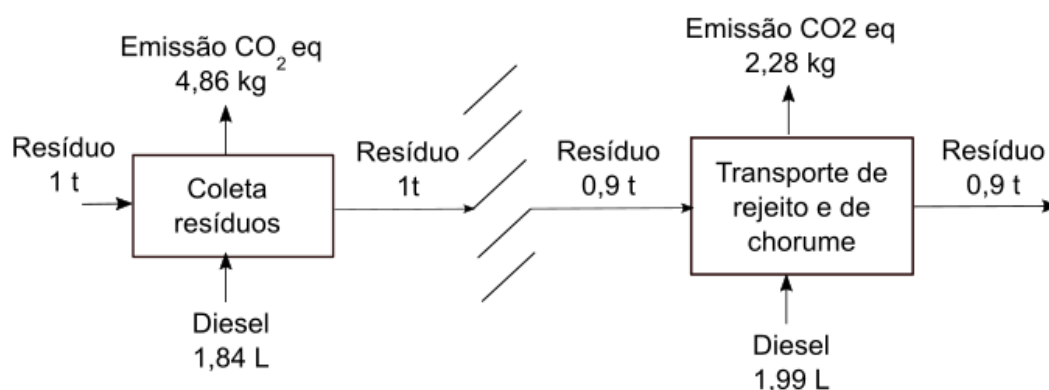 Emissão CO2 eq
4,86 kg
Resíduo
1 t
Coleta
resíduos
Resíduo
1t
Diesel
1,84 L
Emissão CO2 eq
2,28 kg
Resíduo
0,9 t
Transporte de
rejeito e de
chorume
Resíduo
0,9 t
Diesel
1,99 L